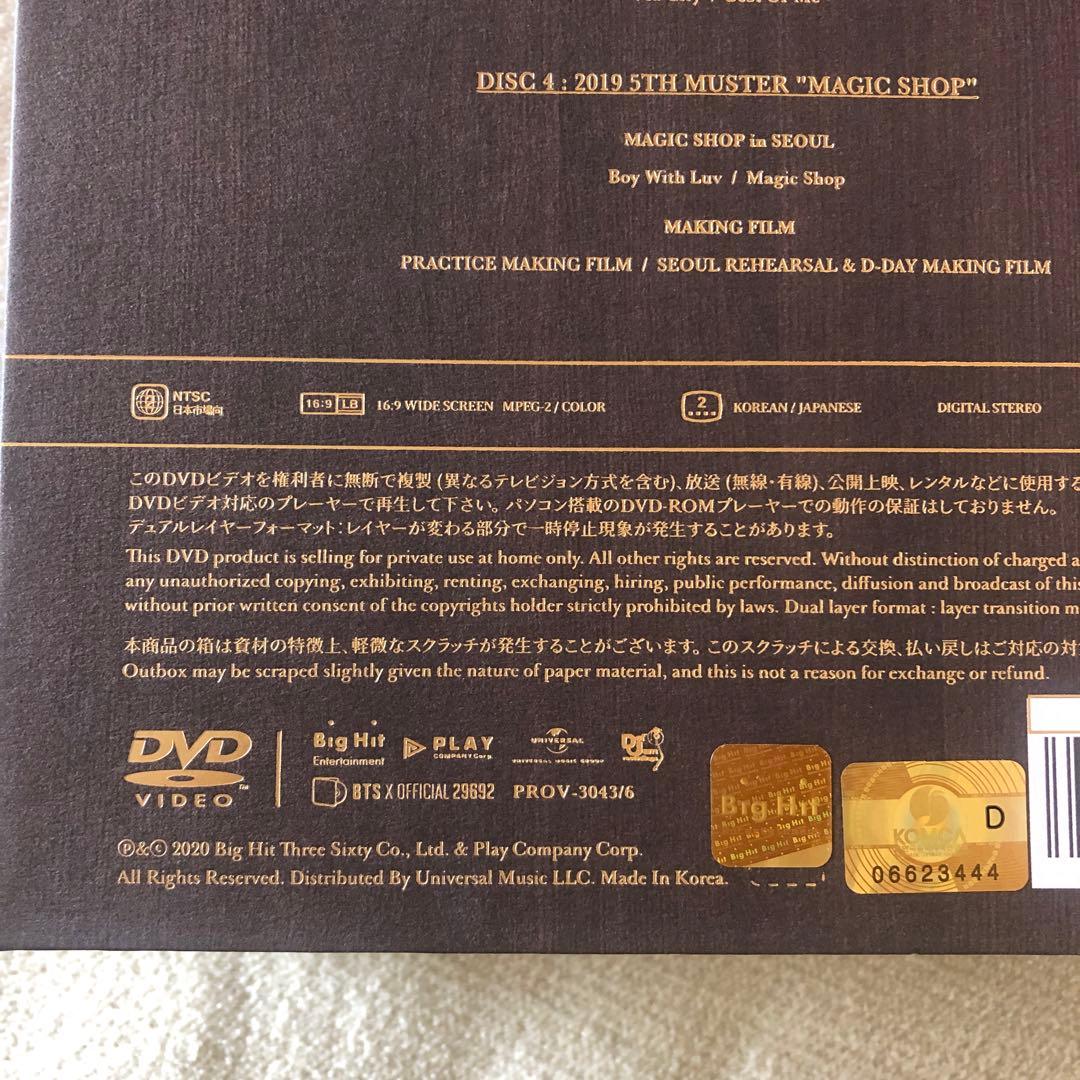 DISC 4 : 2019 5TH MUSTER "MAGIC SHOP"
MAGIC SHOP in SEOUL
Boy With Luv / Magic Shop
MAKING FILM
PRACTICE MAKING FILM / SEOUL REHEARSAL & D-DAY MAKING FILM
2 NTSC
日本市場向
16:9 LB 16:9 WIDE SCREEN MPEG-2 / COLOR
2 KOREAN / JAPANESE
DIGITAL STEREO
このDVDビデオを権利者に無断で複製 (異なるテレビジョン方式を含む)、放送 (無線・有線)、公開上映、レンタルなどに使用する
DVDビデオ対応のプレーヤーで再生して下さい。パソコン搭載のDVD-ROMプレーヤーでの動作の保証はしておりません。
デュアルレイヤーフォーマット：レイヤーが変わる部分で一時停止現象が発生することがあります。
This DVD product is selling for private use at home only. All other rights are reserved. Without distinction of charged a
any unauthorized copying, exhibiting, renting, exchanging, hiring, public performance, diffusion and broadcast of this
without prior written consent of the copyrights holder strictly prohibited by laws. Dual layer format : layer transition m
本商品の箱は資材の特徴上、軽微なスクラッチが発生することがございます。このスクラッチによる交換、払い戻しはご対応の対
Outbox may be scraped slightly given the nature of paper material, and this is not a reason for exchange or refund.
DVD
VIDEO
Big Hit
Entertainment
PLAY
COMPANY Corp.
UNIVERSAL
UNIVERSAL MUSIC GROUP
Def Jam
BTS X OFFICIAL 29692 PROV-3043/6
Big Hit
KOMCA
D
06623444
Ⓟ&ⓒ 2020 Big Hit Three Sixty Co., Ltd. & Play Company Corp.
All Rights Reserved. Distributed By Universal Music LLC. Made In Korea.